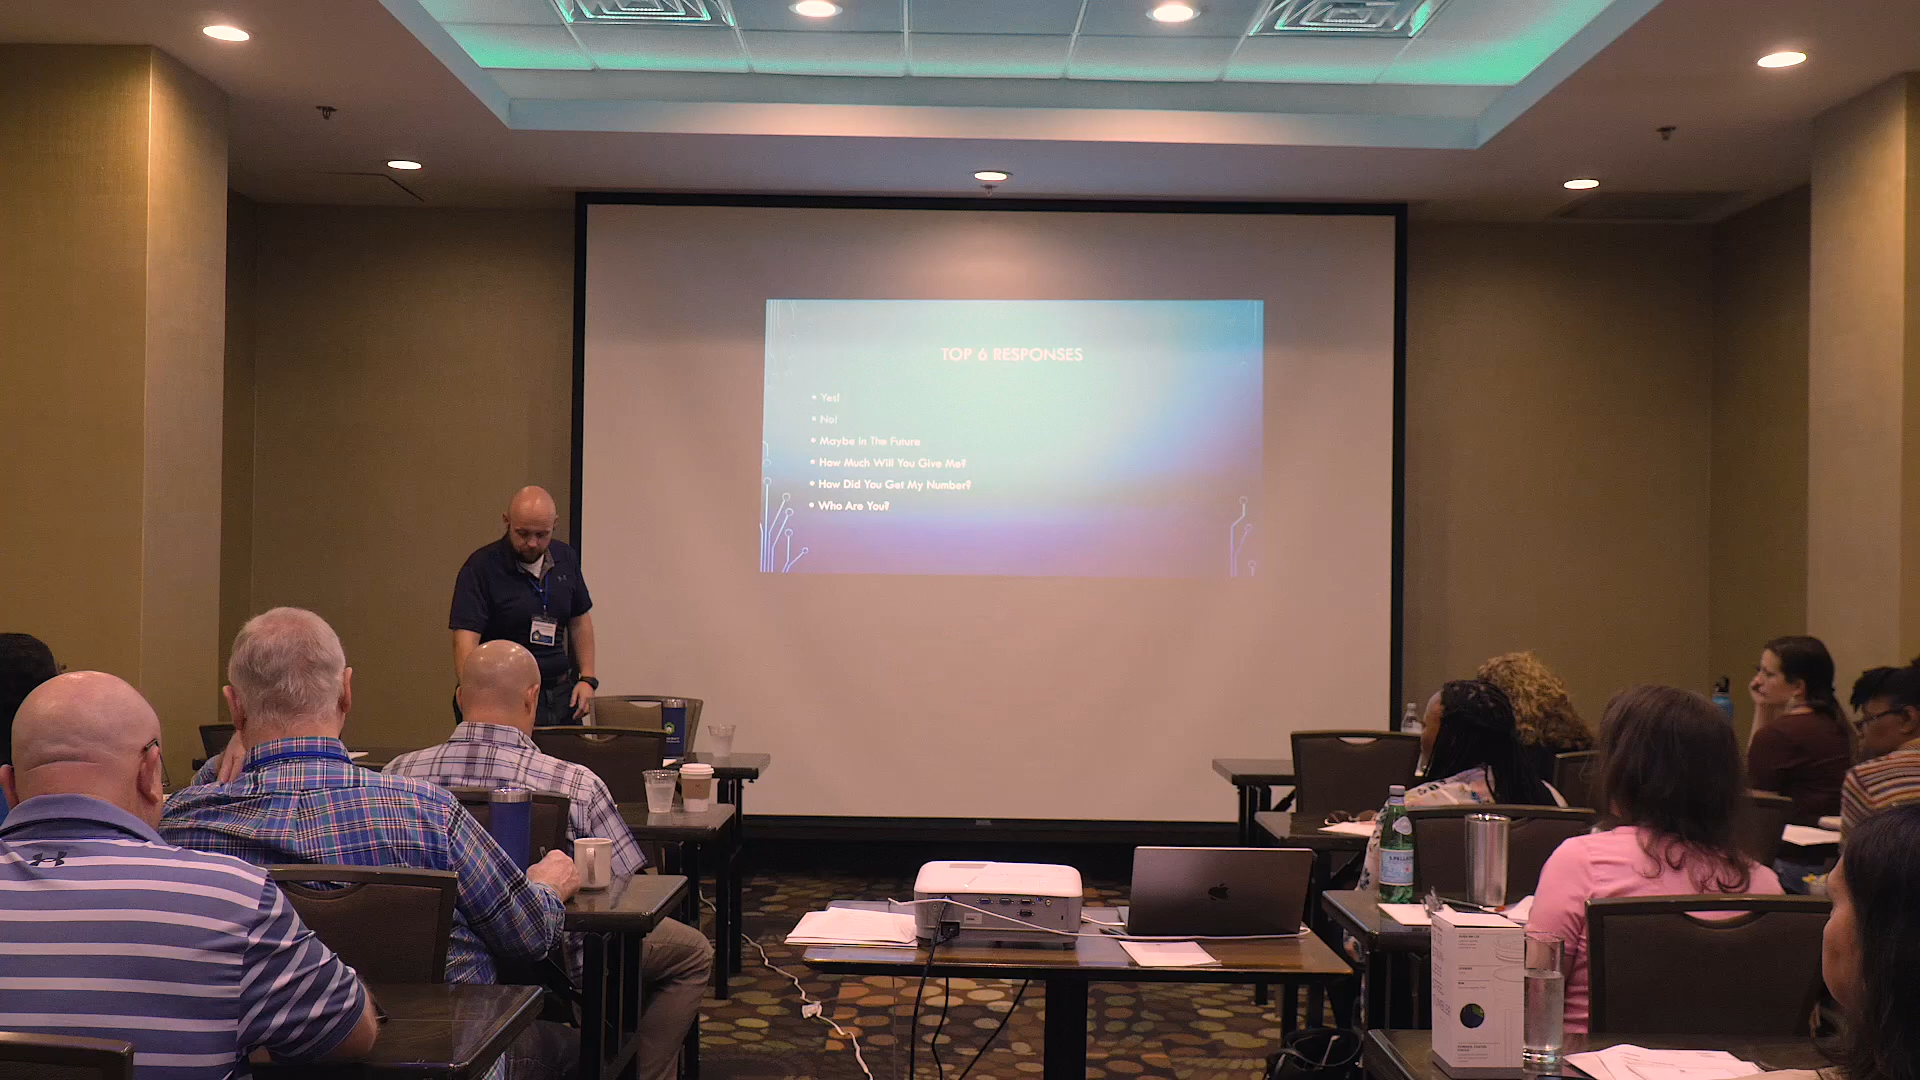 TOP 6 RESPONSES
• Yes!
• No!
• Maybe In The Future
• How Much Will You Give Me?
• How Did You Get My Number?
• Who Are You?
S.PELLEGRINO